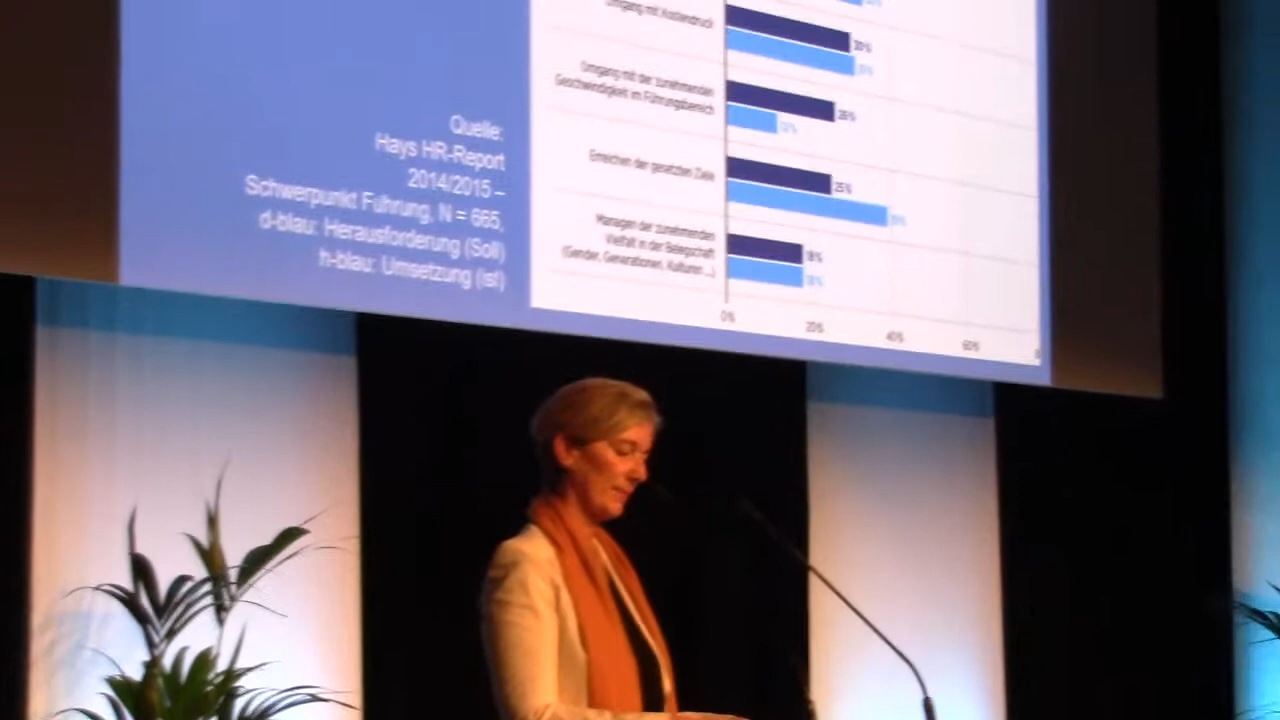 Quelle:
Hays HR-Report
2014/2015 –
Schwerpunkt Führung, N = 665,
d-blau: Herausforderung (Soll)
h-blau: Umsetzung (Ist)
Umgang mit Kostendruck
30%
Umgang mit der zunehmenden
Geschwindigkeit im Führungsbereich
26%
Erreichen der gesetzten Ziele
25%
Managen der zunehmenden
Vielfalt in der Belegschaft
(Gender, Generationen, Kulturen ...)
18%
18%
0% 20% 40% 60%